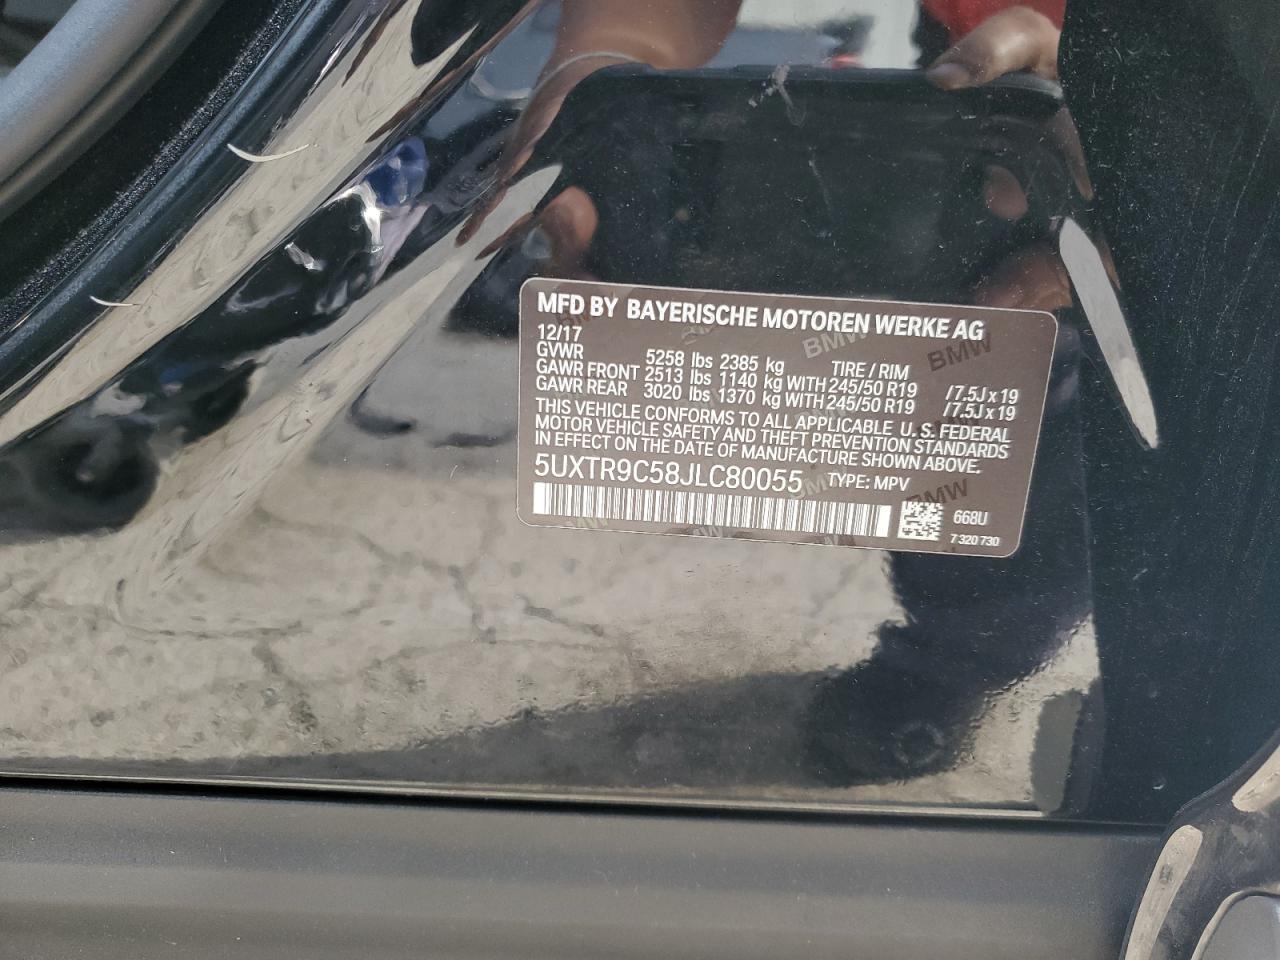 MFD BY BAYERISCHE MOTOREN WERKE AG
12/17
GVWR 5258 lbs 2385 kg TIRE / RIM
GAWR FRONT 2513 lbs 1140 kg WITH 245/50 R19 /7.5J x 19
GAWR REAR 3020 lbs 1370 kg WITH 245/50 R19 /7.5J x 19
THIS VEHICLE CONFORMS TO ALL APPLICABLE U. S. FEDERAL
MOTOR VEHICLE SAFETY AND THEFT PREVENTION STANDARDS
IN EFFECT ON THE DATE OF MANUFACTURE SHOWN ABOVE.
5UXTR9C58JLC80055 TYPE: MPV
668U
7 320 730